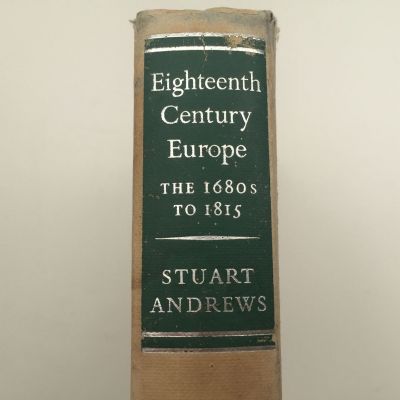 Eighteenth
Century
Europe
THE 1680s
TO 1815
STUART
ANDREWS